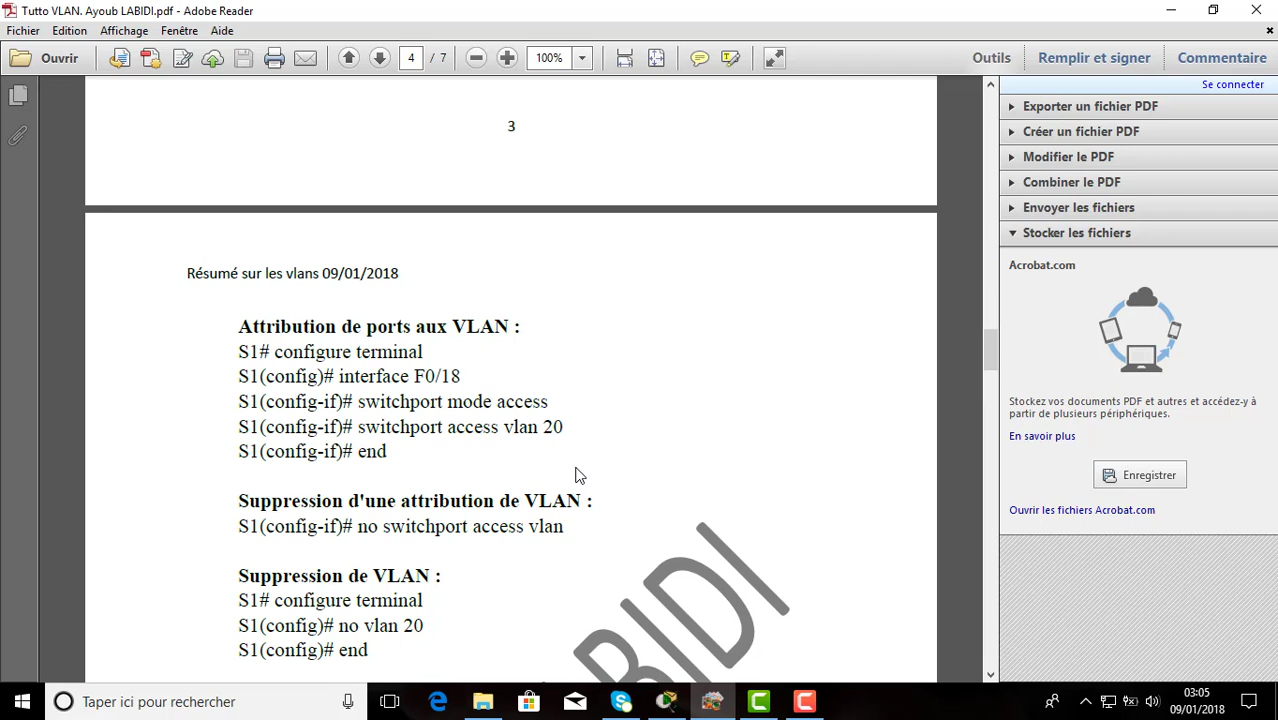 Tutto VLAN. Ayoub LABIDI.pdf - Adobe Reader
Fichier Edition Affichage Fenêtre Aide
Ouvrir 4 / 7 100% Outils Remplir et signer Commentaire
Se connecter
Exporter un fichier PDF
Créer un fichier PDF
Modifier le PDF
Combiner le PDF
Envoyer les fichiers
Stocker les fichiers
Acrobat.com
Stockez vos documents PDF et autres et accédez-y à
partir de plusieurs périphériques.
En savoir plus
Enregistrer
Ouvrir les fichiers Acrobat.com
3
Résumé sur les vlans 09/01/2018
Attribution de ports aux VLAN :
S1# configure terminal
S1(config)# interface F0/18
S1(config-if)# switchport mode access
S1(config-if)# switchport access vlan 20
S1(config-if)# end
Suppression d'une attribution de VLAN :
S1(config-if)# no switchport access vlan
Suppression de VLAN :
S1# configure terminal
S1(config)# no vlan 20
S1(config)# end
BIDI
Taper ici pour rechercher
03:05
09/01/2018